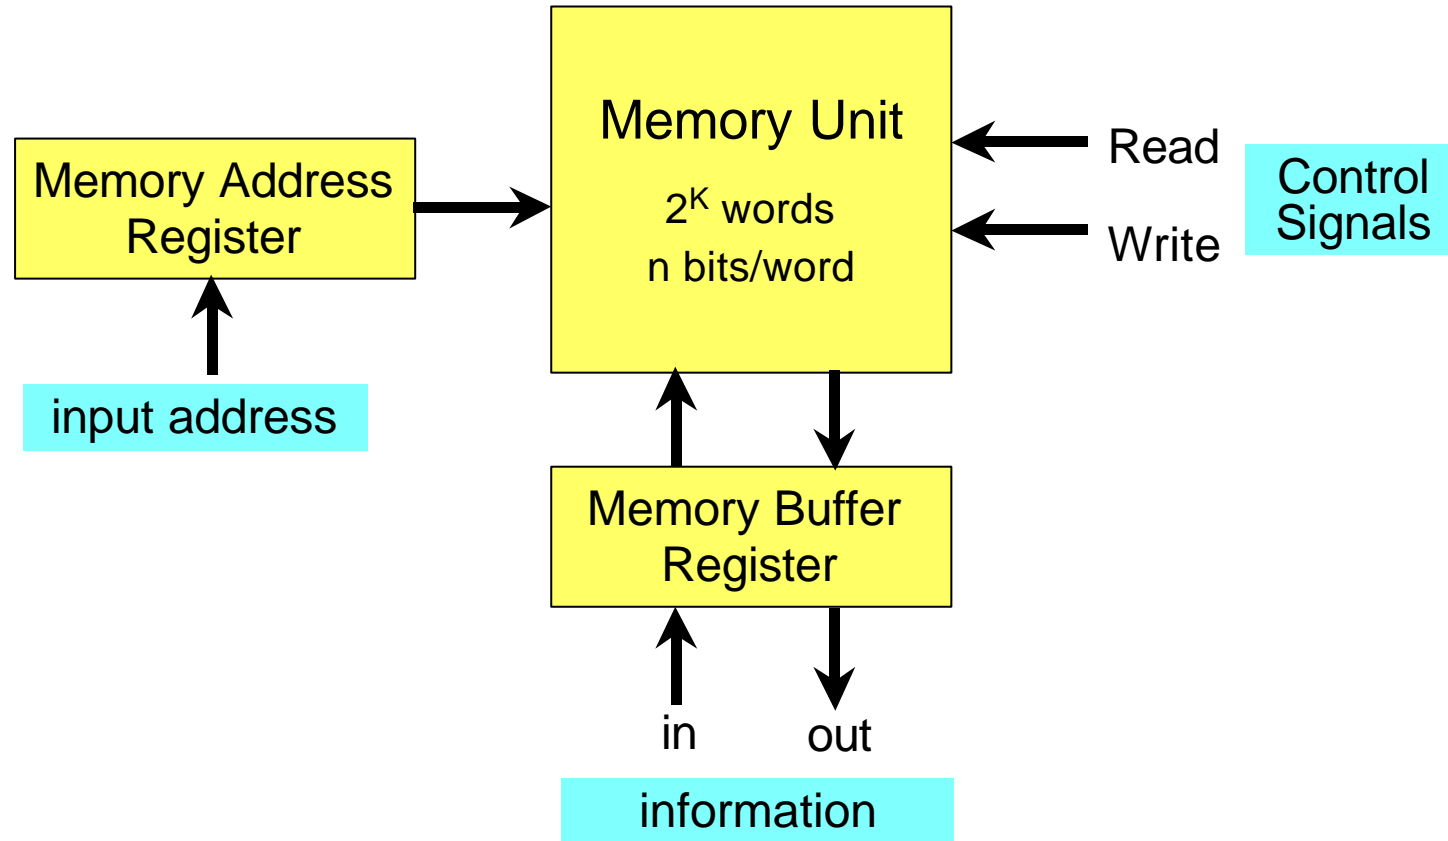 Memory Unit
2ᴷ words
n bits/word
Memory Address
Register
input address
Read
Write
Control
Signals
Memory Buffer
Register
in
out
information